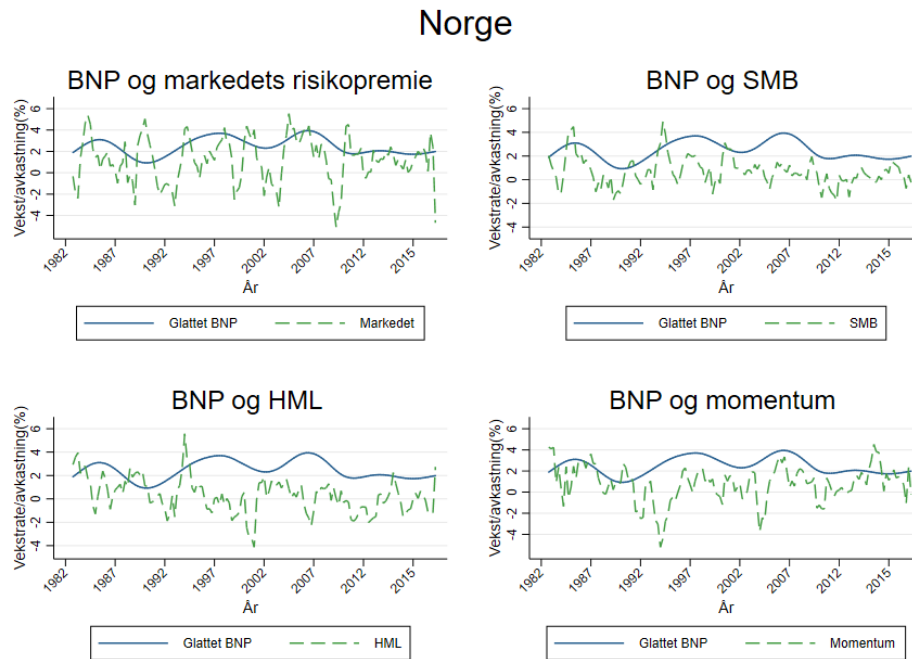 Norge
BNP og markedets risikopremie
Vekst/avkastning(%)
6
4
2
0
-2
-4
1982 1987 1992 1997 2002 2007 2012 2015
År
Glattet BNP Markedet
BNP og SMB
Vekstrate/avkastning(%)
6
4
2
0
-2
-4
1982 1987 1992 1997 2002 2007 2012 2015
År
Glattet BNP SMB
BNP og HML
Vekstrate/avkastning(%)
6
4
2
0
-2
-4
1982 1987 1992 1997 2002 2007 2012 2015
År
Glattet BNP HML
BNP og momentum
Vekst/avkastning(%)
6
4
2
0
-2
-4
1982 1987 1992 1997 2002 2007 2012 2015
År
Glattet BNP Momentum